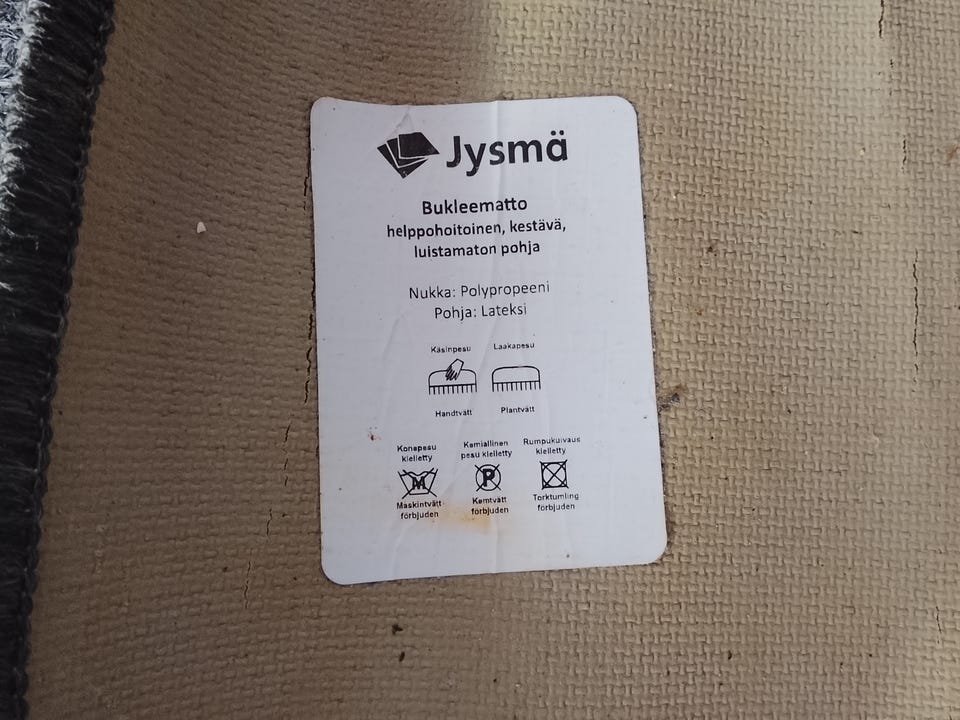 Jysmä
Bukleematto
helppohoitoinen, kestävä,
luistamaton pohja
Nukka: Polypropeeni
Pohja: Lateksi
Käsinpesu Laakapesu
Handtvätt Plantvätt
Konepesu Kemiallinen Rumpukuivaus
kielletty pesu kielletty kielletty
M P
Maskintvätt Kemtvätt Torktumling
förbjuden förbjuden förbjuden